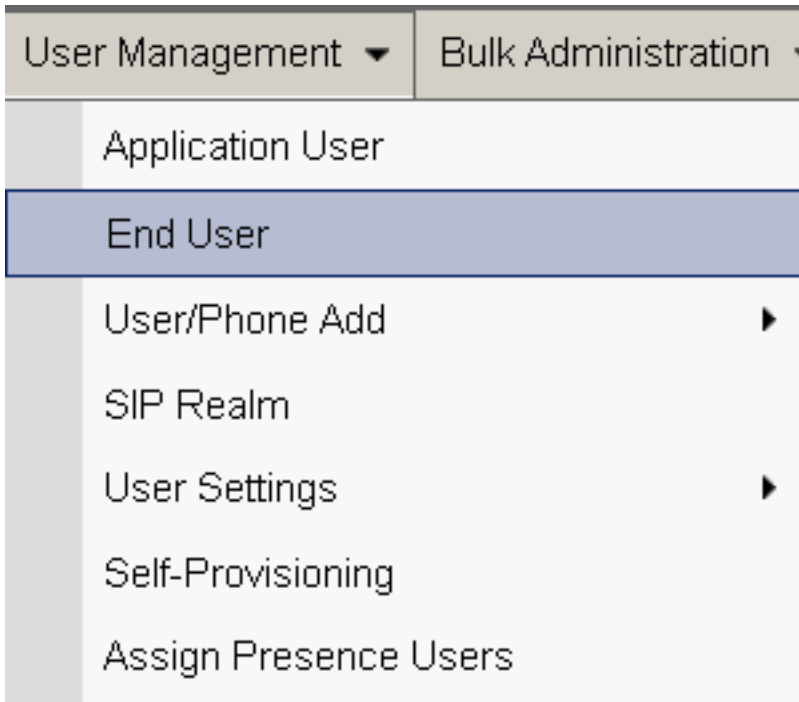 User Management Bulk Administration
Application User
End User
User/Phone Add
SIP Realm
User Settings
Self-Provisioning
Assign Presence Users